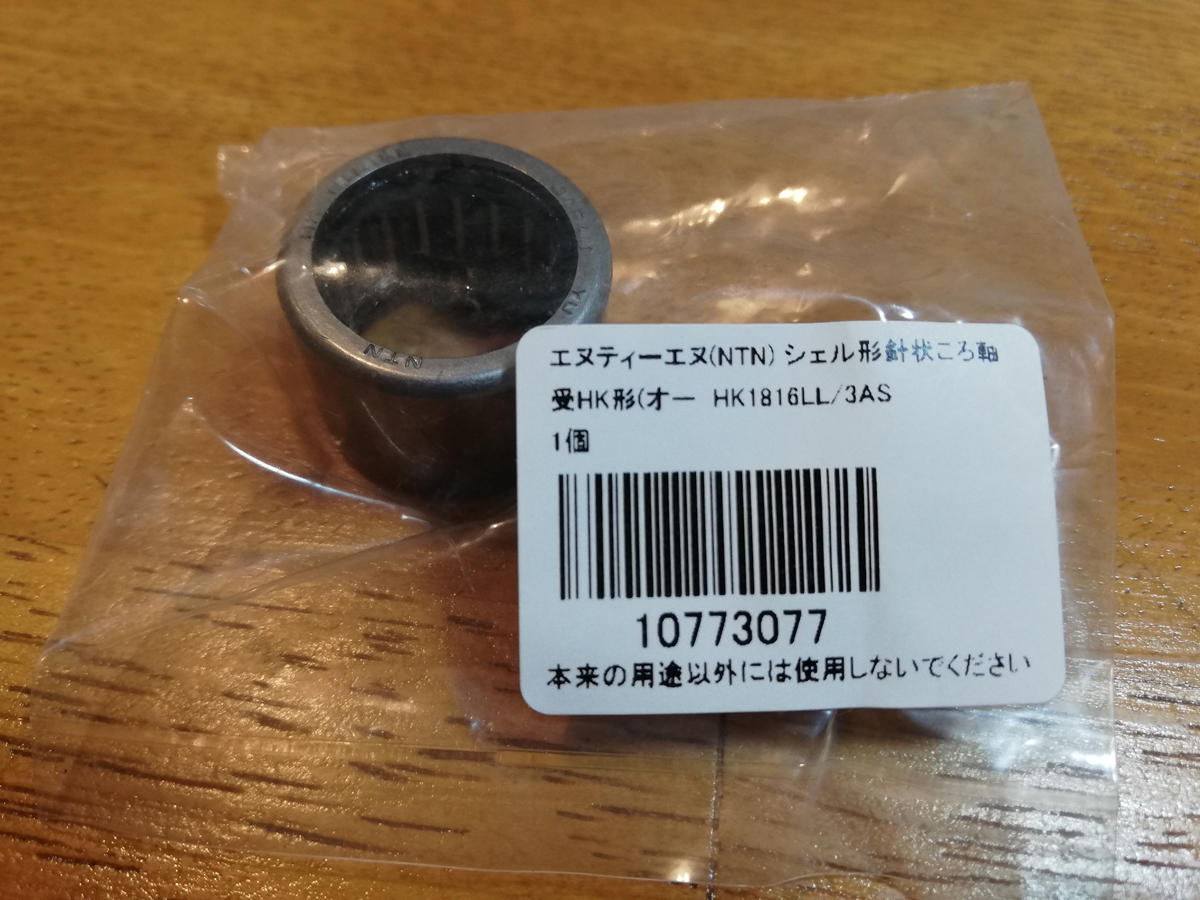 NTN
エヌティーエヌ(NTN) シェル形針状ころ軸
受HK形(オー HK1816LL/3AS
1個
10773077
本来の用途以外には使用しないでください